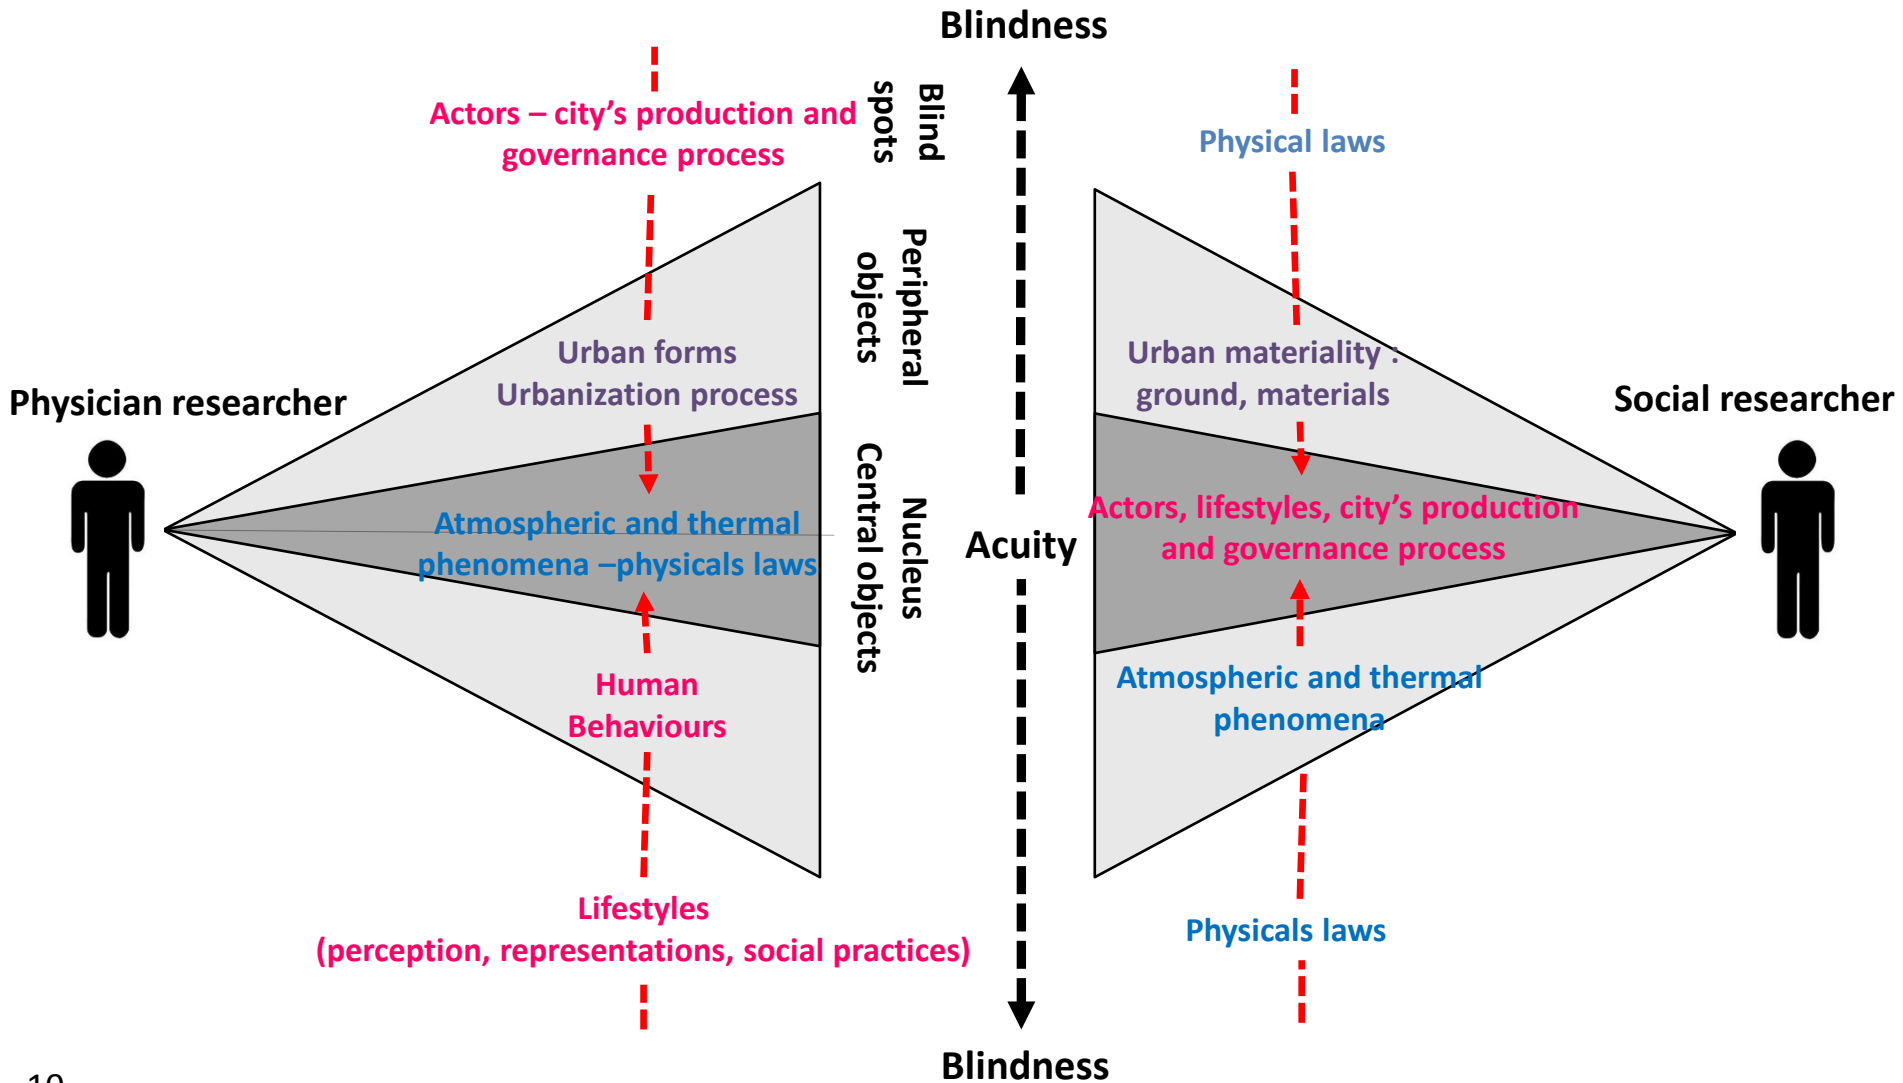 Blindness
Blind
spots
Actors – city's production and
governance process
Physical laws
Peripheral
objects
Urban forms
Urbanization process
Urban materiality :
ground, materials
Physician researcher
Social researcher
Nucleus
Central objects
Atmospheric and thermal
phenomena –physicals laws
Acuity
Actors, lifestyles, city's production
and governance process
Human
Behaviours
Atmospheric and thermal
phenomena
Lifestyles
(perception, representations, social practices)
Physicals laws
Blindness